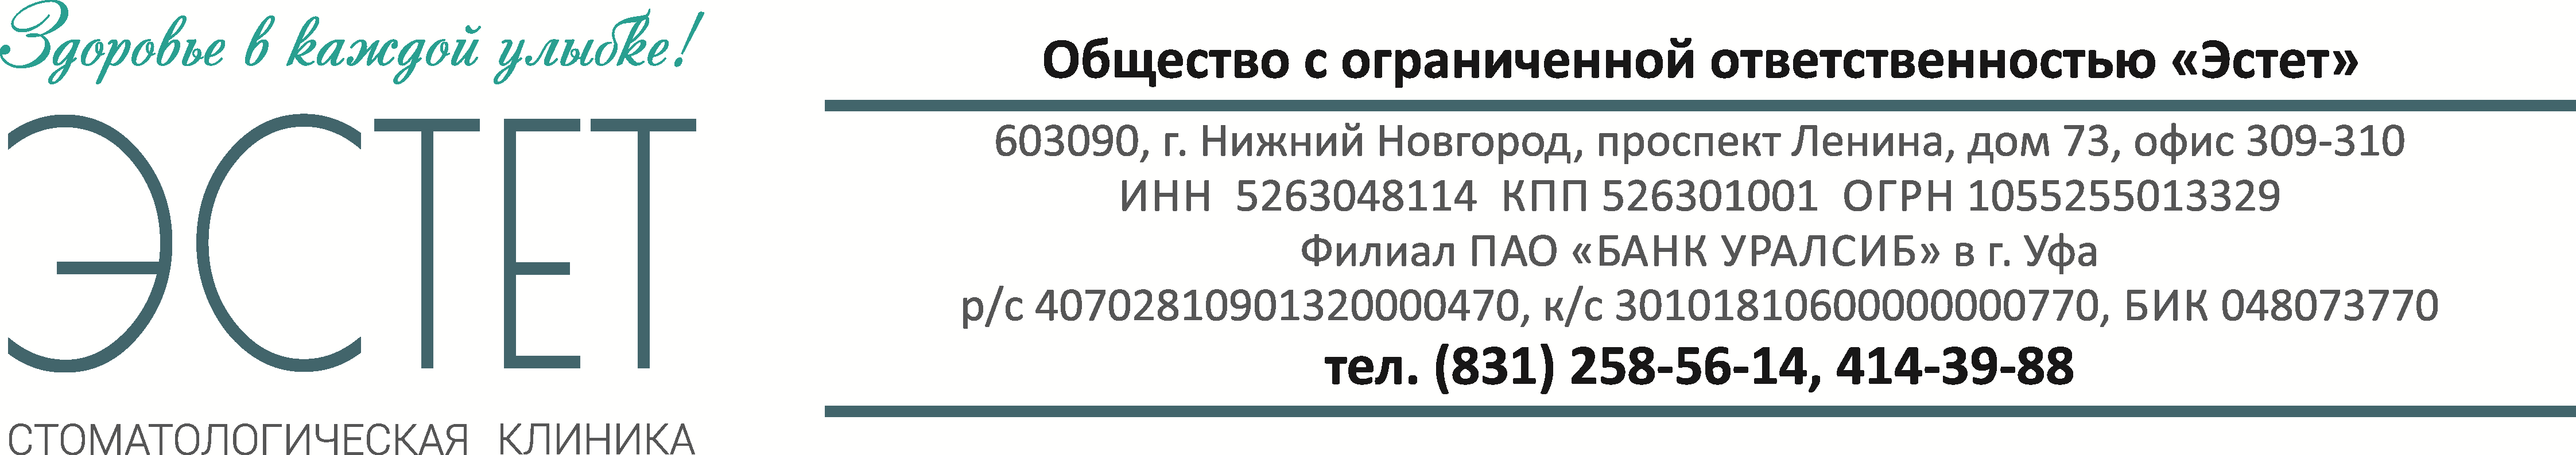 Здоровье в каждой улыбке!
ЭСТЕТ
СТОМАТОЛОГИЧЕСКАЯ КЛИНИКА
Общество с ограниченной ответственностью «Эстет»
603090, г. Нижний Новгород, проспект Ленина, дом 73, офис 309-310
ИНН 5263048114 КПП 526301001 ОГРН 1055255013329
Филиал ПАО «БАНК УРАЛСИБ» в г. Уфа
р/с 40702810901320000470, к/с 30101810600000000770, БИК 048073770
тел. (831) 258-56-14, 414-39-88